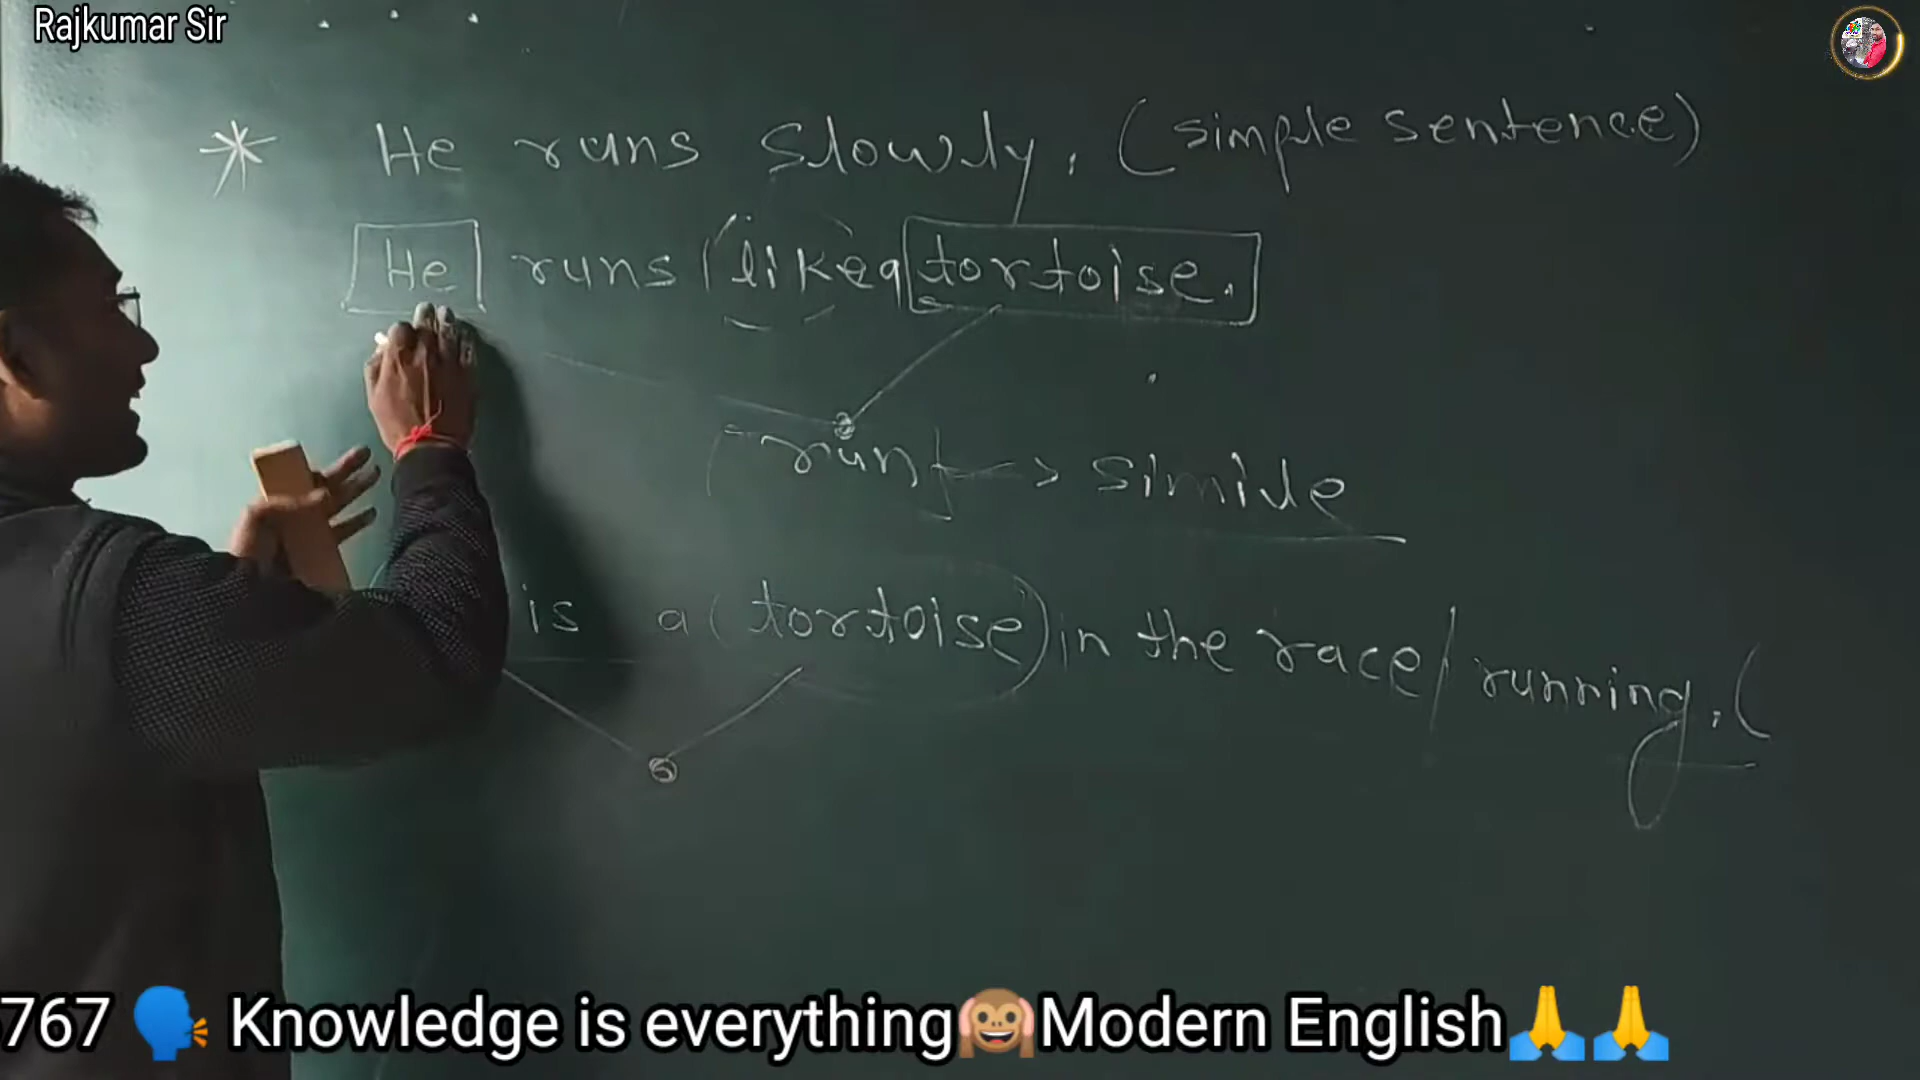 Rajkumar Sir
* He runs slowly. (simple sentence)
He runs like a tortoise.
run → simile
is a (tortoise) in the race / running. (
767 🗣 Knowledge is everything🙉Modern English🙏🙏